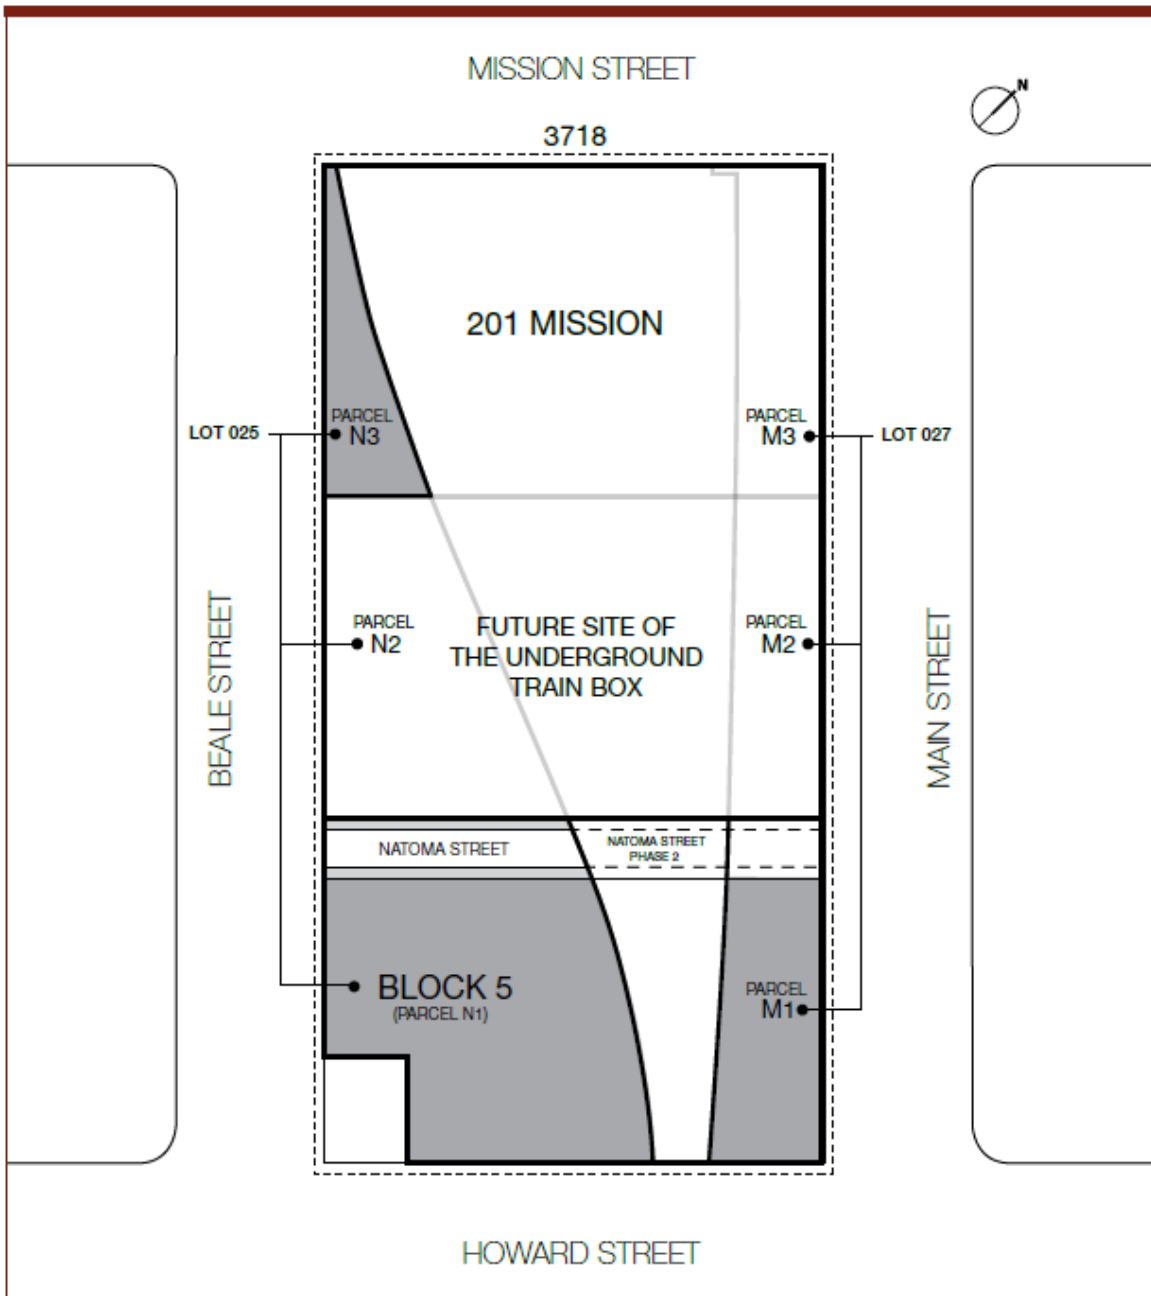 MISSION STREET
N
3718
201 MISSION
PARCEL
N3
LOT 025
PARCEL
M3
LOT 027
BEALE STREET
PARCEL
N2
FUTURE SITE OF
THE UNDERGROUND
TRAIN BOX
PARCEL
M2
MAIN STREET
NATOMA STREET
NATOMA STREET
PHASE 2
BLOCK 5
(PARCEL N1)
PARCEL
M1
HOWARD STREET